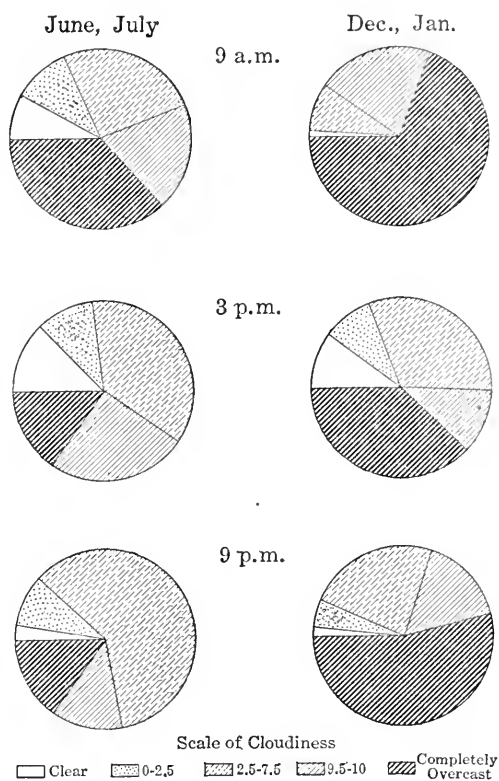 June, July Dec., Jan.
9 a.m.
3 p.m.
9 p.m.
Scale of Cloudiness
Clear 0-2.5 2.5-7.5 9.5-10 Completely
Overcast